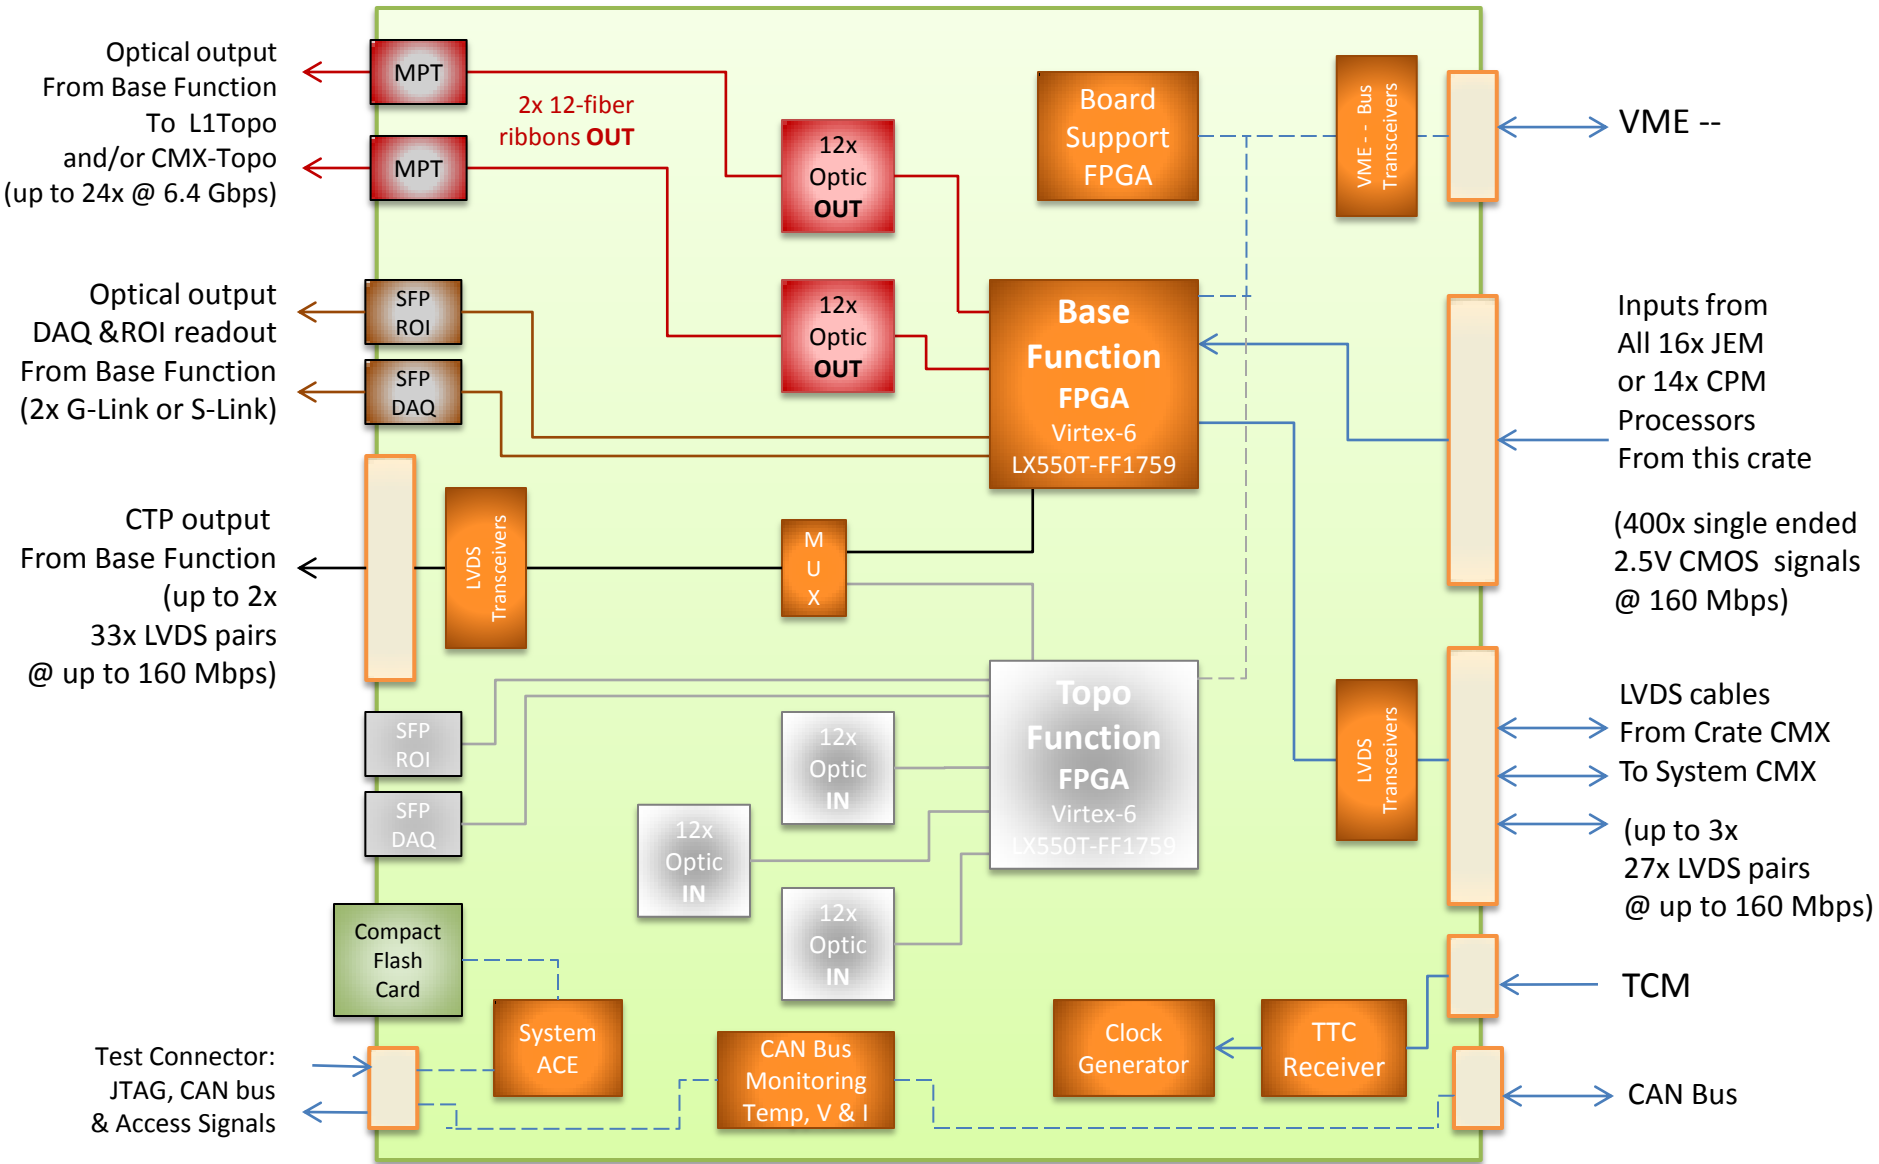 Optical output
From Base Function
To L1Topo
and/or CMX-Topo
(up to 24x @ 6.4 Gbps)
MPT
MPT
2x 12-fiber
ribbons OUT
12x
Optic
OUT
12x
Optic
OUT
Board
Support
FPGA
VME - - Bus
Transceivers
VME --
Optical output
DAQ &ROI readout
From Base Function
(2x G-Link or S-Link)
SFP
ROI
SFP
DAQ
Base
Function
FPGA
Virtex-6
LX550T-FF1759
Inputs from
All 16x JEM
or 14x CPM
Processors
From this crate
(400x single ended
2.5V CMOS signals
@ 160 Mbps)
CTP output
From Base Function
(up to 2x
33x LVDS pairs
@ up to 160 Mbps)
LVDS
Transceivers
M
U
X
SFP
ROI
SFP
DAQ
12x
Optic
IN
12x
Optic
IN
12x
Optic
IN
Topo
Function
FPGA
Virtex-6
LX550T-FF1759
LVDS
Transceivers
LVDS cables
From Crate CMX
To System CMX
(up to 3x
27x LVDS pairs
@ up to 160 Mbps)
Compact
Flash
Card
System
ACE
Test Connector:
JTAG, CAN bus
& Access Signals
CAN Bus
Monitoring
Temp, V & I
Clock
Generator
TTC
Receiver
TCM
CAN Bus